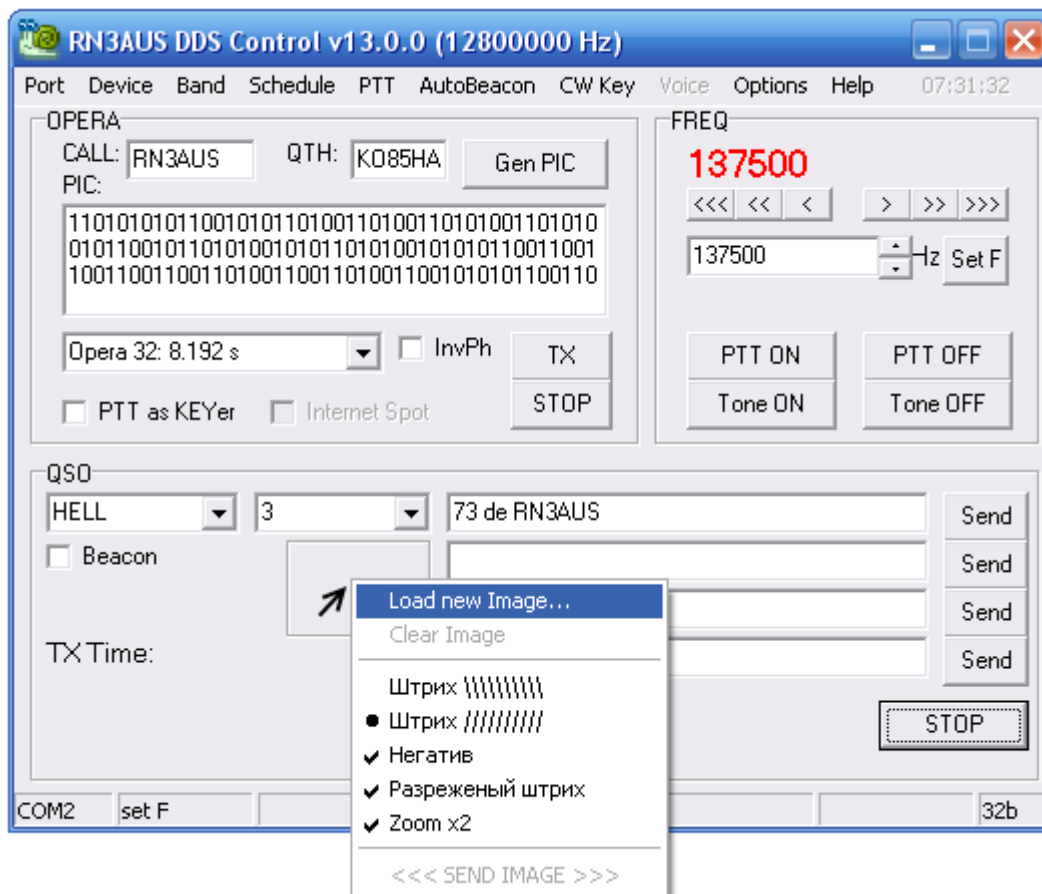 RN3AUS DDS Control v13.0.0 (12800000 Hz)
Port Device Band Schedule PTT AutoBeacon CW Key Voice Options Help 07:31:32
OPERA
CALL: RN3AUS QTH: KO85HA Gen PIC
PIC:
11010101011001010110100110100110101001101010
01011001011010100101011010100101010110011001
10011001100110100110011010011001010101100110
Opera 32: 8.192 s InvPh TX
PTT as KEYer Internet Spot STOP
FREQ
137500
<<< << < > >> >>>
137500 Hz Set F
PTT ON PTT OFF
Tone ON Tone OFF
QSO
HELL 3 73 de RN3AUS Send
Beacon Send
Send
TX Time: Send
STOP
Load new Image...
Clear Image
Штрих \\\\\\\\\\
Штрих //////////
Негатив
Разреженый штрих
Zoom x2
<<< SEND IMAGE >>>
COM2 set F 32b